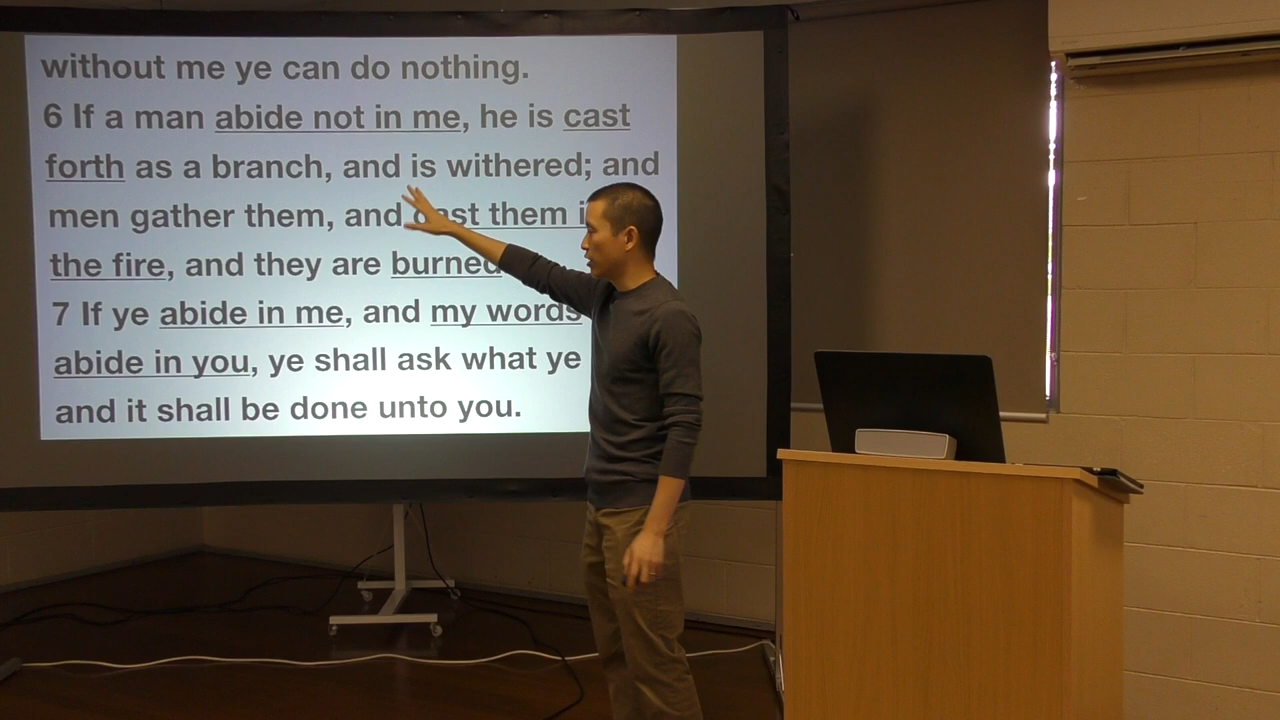 without me ye can do nothing.
6 If a man abide not in me, he is cast
forth as a branch, and is withered; and
men gather them, and cast them
the fire, and they are burned
7 If ye abide in me, and my words
abide in you, ye shall ask what ye
and it shall be done unto you.